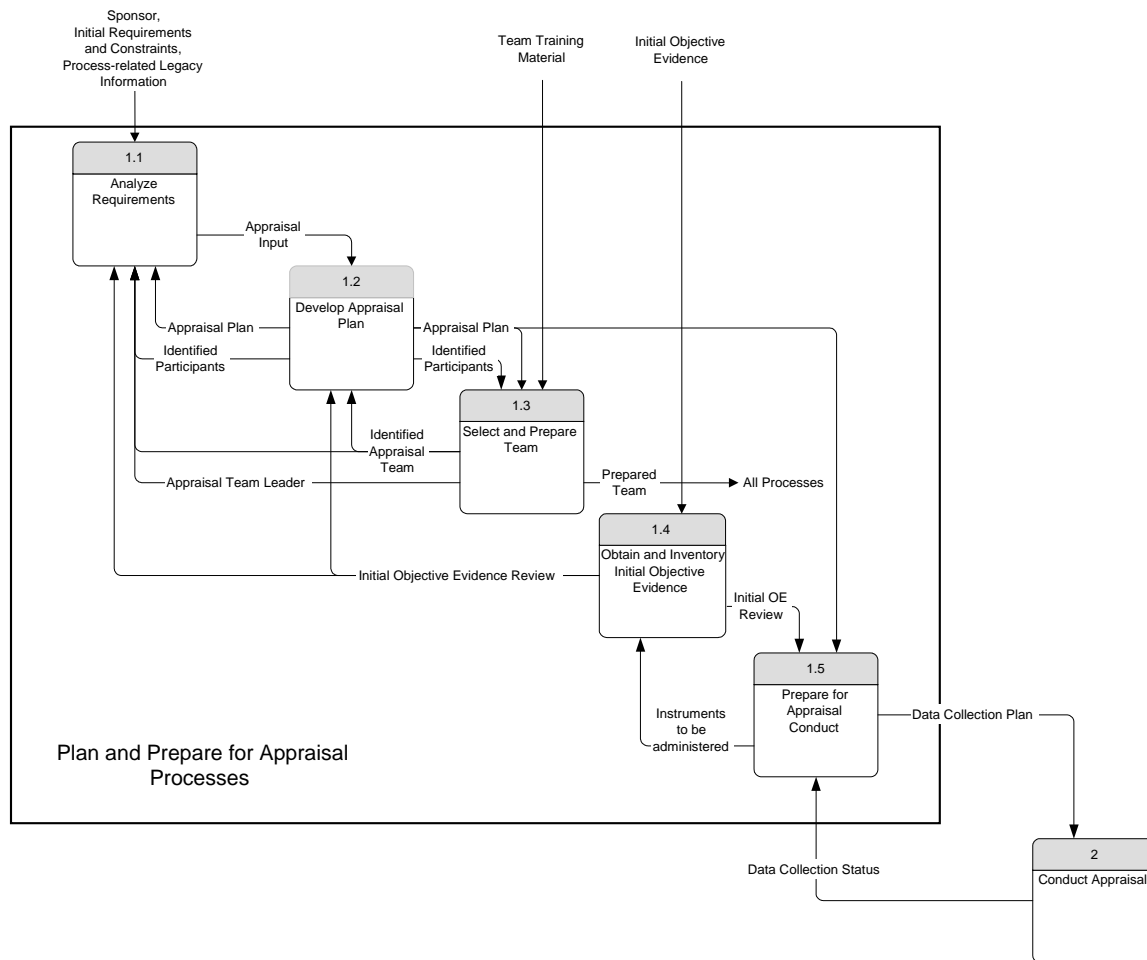 Sponsor,
Initial Requirements
and Constraints,
Process-related Legacy
Information
Team Training
Material
Initial Objective
Evidence
1.1
Analyze
Requirements
Appraisal
Input
1.2
Develop Appraisal
Plan
Appraisal Plan
Appraisal Plan
Identified
Participants
Identified
Participants
1.3
Select and Prepare
Team
Identified
Appraisal
Team
Appraisal Team Leader
Prepared
Team
All Processes
1.4
Obtain and Inventory
Initial Objective
Evidence
Initial Objective Evidence Review
Initial OE
Review
1.5
Prepare for
Appraisal
Conduct
Instruments
to be
administered
Data Collection Plan
Plan and Prepare for Appraisal
Processes
2
Conduct Appraisal
Data Collection Status